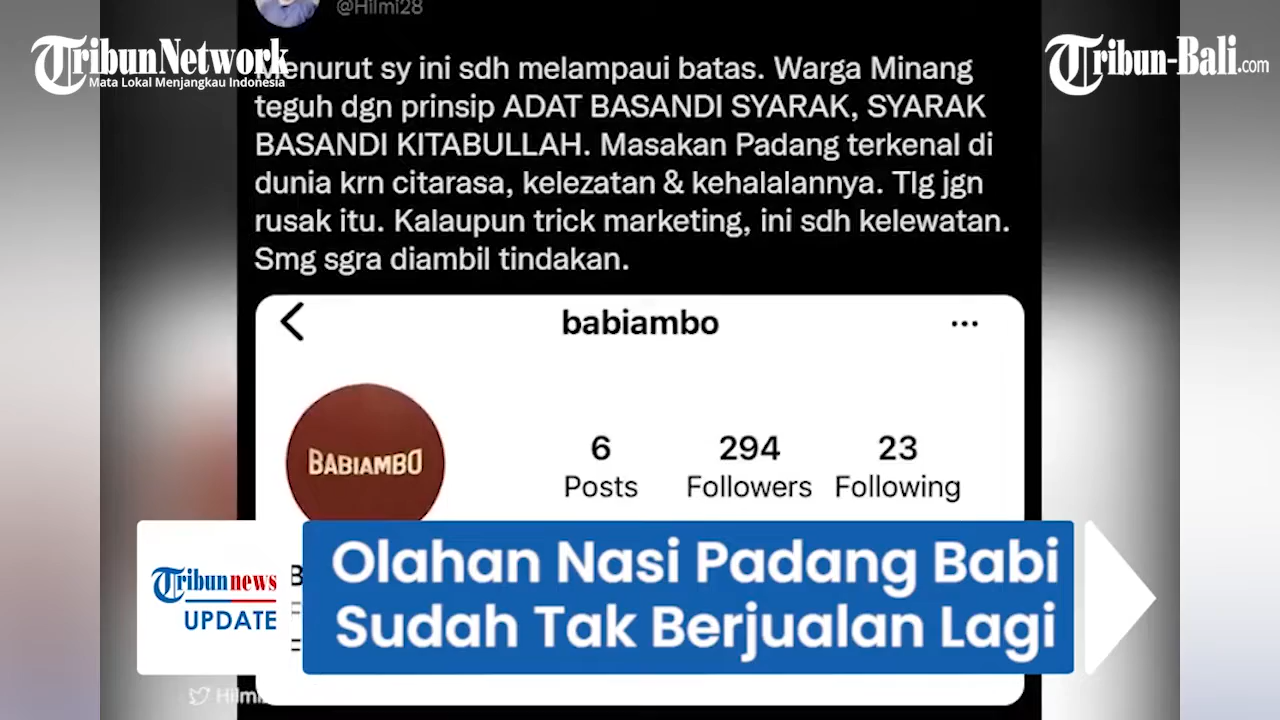 @Hilmi28
TribunNetwork
Mata Lokal Menjangkau Indonesia
Tribun-Bali.com
Menurut sy ini sdh melampaui batas. Warga Minang
teguh dgn prinsip ADAT BASANDI SYARAK, SYARAK
BASANDI KITABULLAH. Masakan Padang terkenal di
dunia krn citarasa, kelezatan & kehalalannya. Tlg jgn
rusak itu. Kalaupun trick marketing, ini sdh kelewatan.
Smg sgra diambil tindakan.
babiambo
BABIAMBO
6 294 23
Posts Followers Following
Tribunnews
UPDATE
B
Olahan Nasi Padang Babi
Sudah Tak Berjualan Lagi
Hilmi